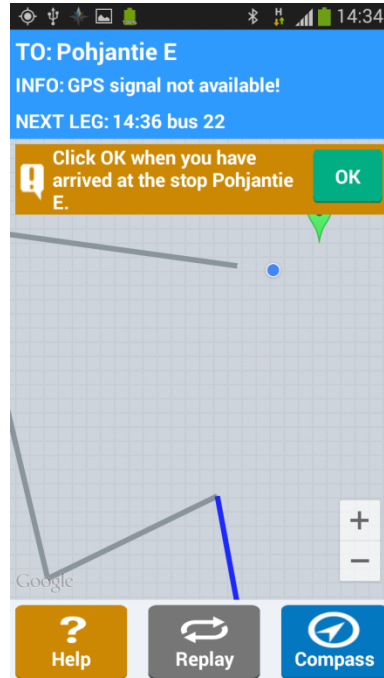 H
14:34
TO: Pohjantie E
INFO: GPS signal not available!
NEXT LEG: 14:36 bus 22
Click OK when you have
arrived at the stop Pohjantie
E.
OK
+
−
Google
?
Help
Replay
Compass